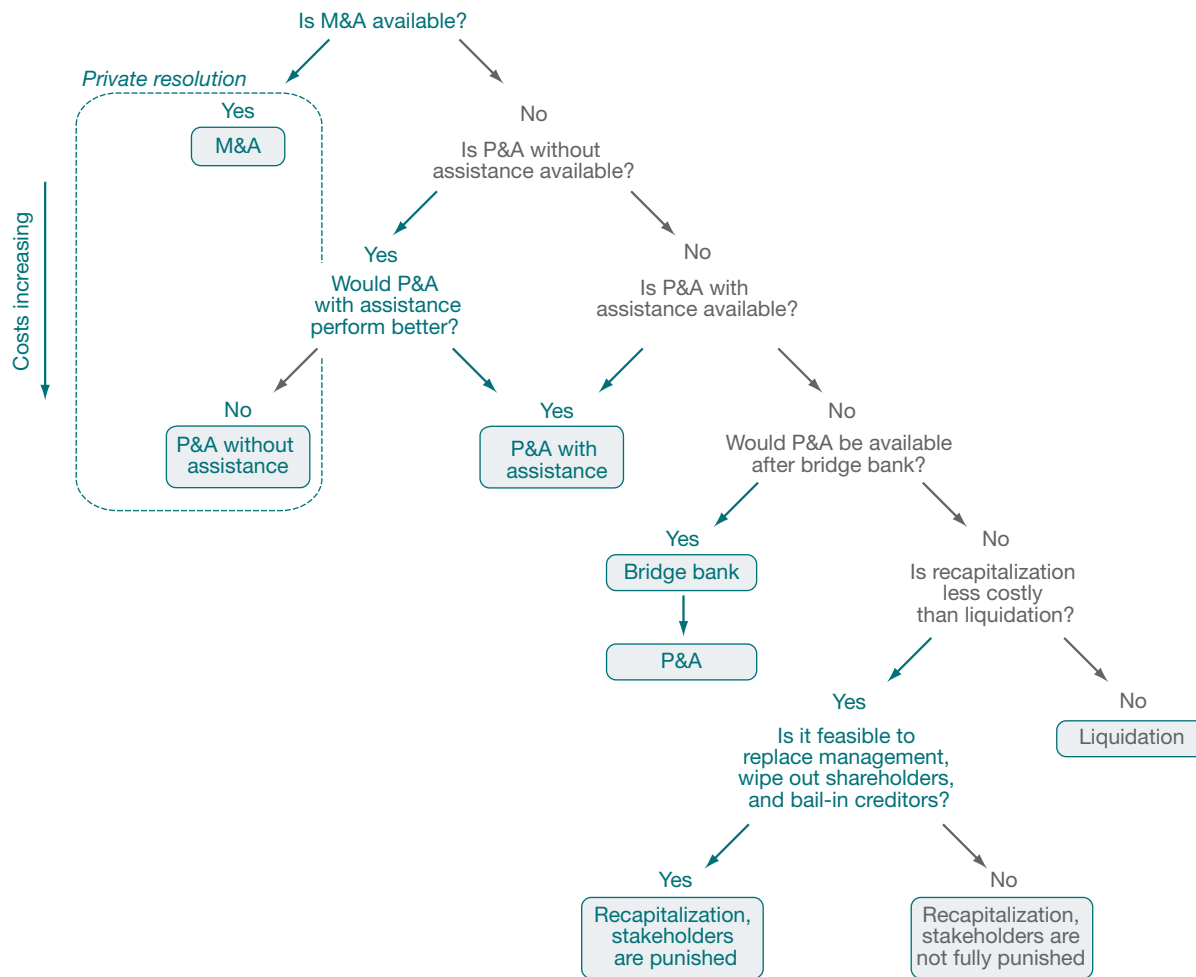 Is M&A available?
Private resolution
Yes
M&A
No
Is P&A without
assistance available?
Costs increasing
Yes
Would P&A
with assistance
perform better?
No
Is P&A with
assistance available?
No
P&A without
assistance
Yes
P&A with
assistance
No
Would P&A be available
after bridge bank?
Yes
Bridge bank
P&A
No
Is recapitalization
less costly
than liquidation?
Yes
Is it feasible to
replace management,
wipe out shareholders,
and bail-in creditors?
No
Liquidation
Yes
Recapitalization,
stakeholders
are punished
No
Recapitalization,
stakeholders are
not fully punished